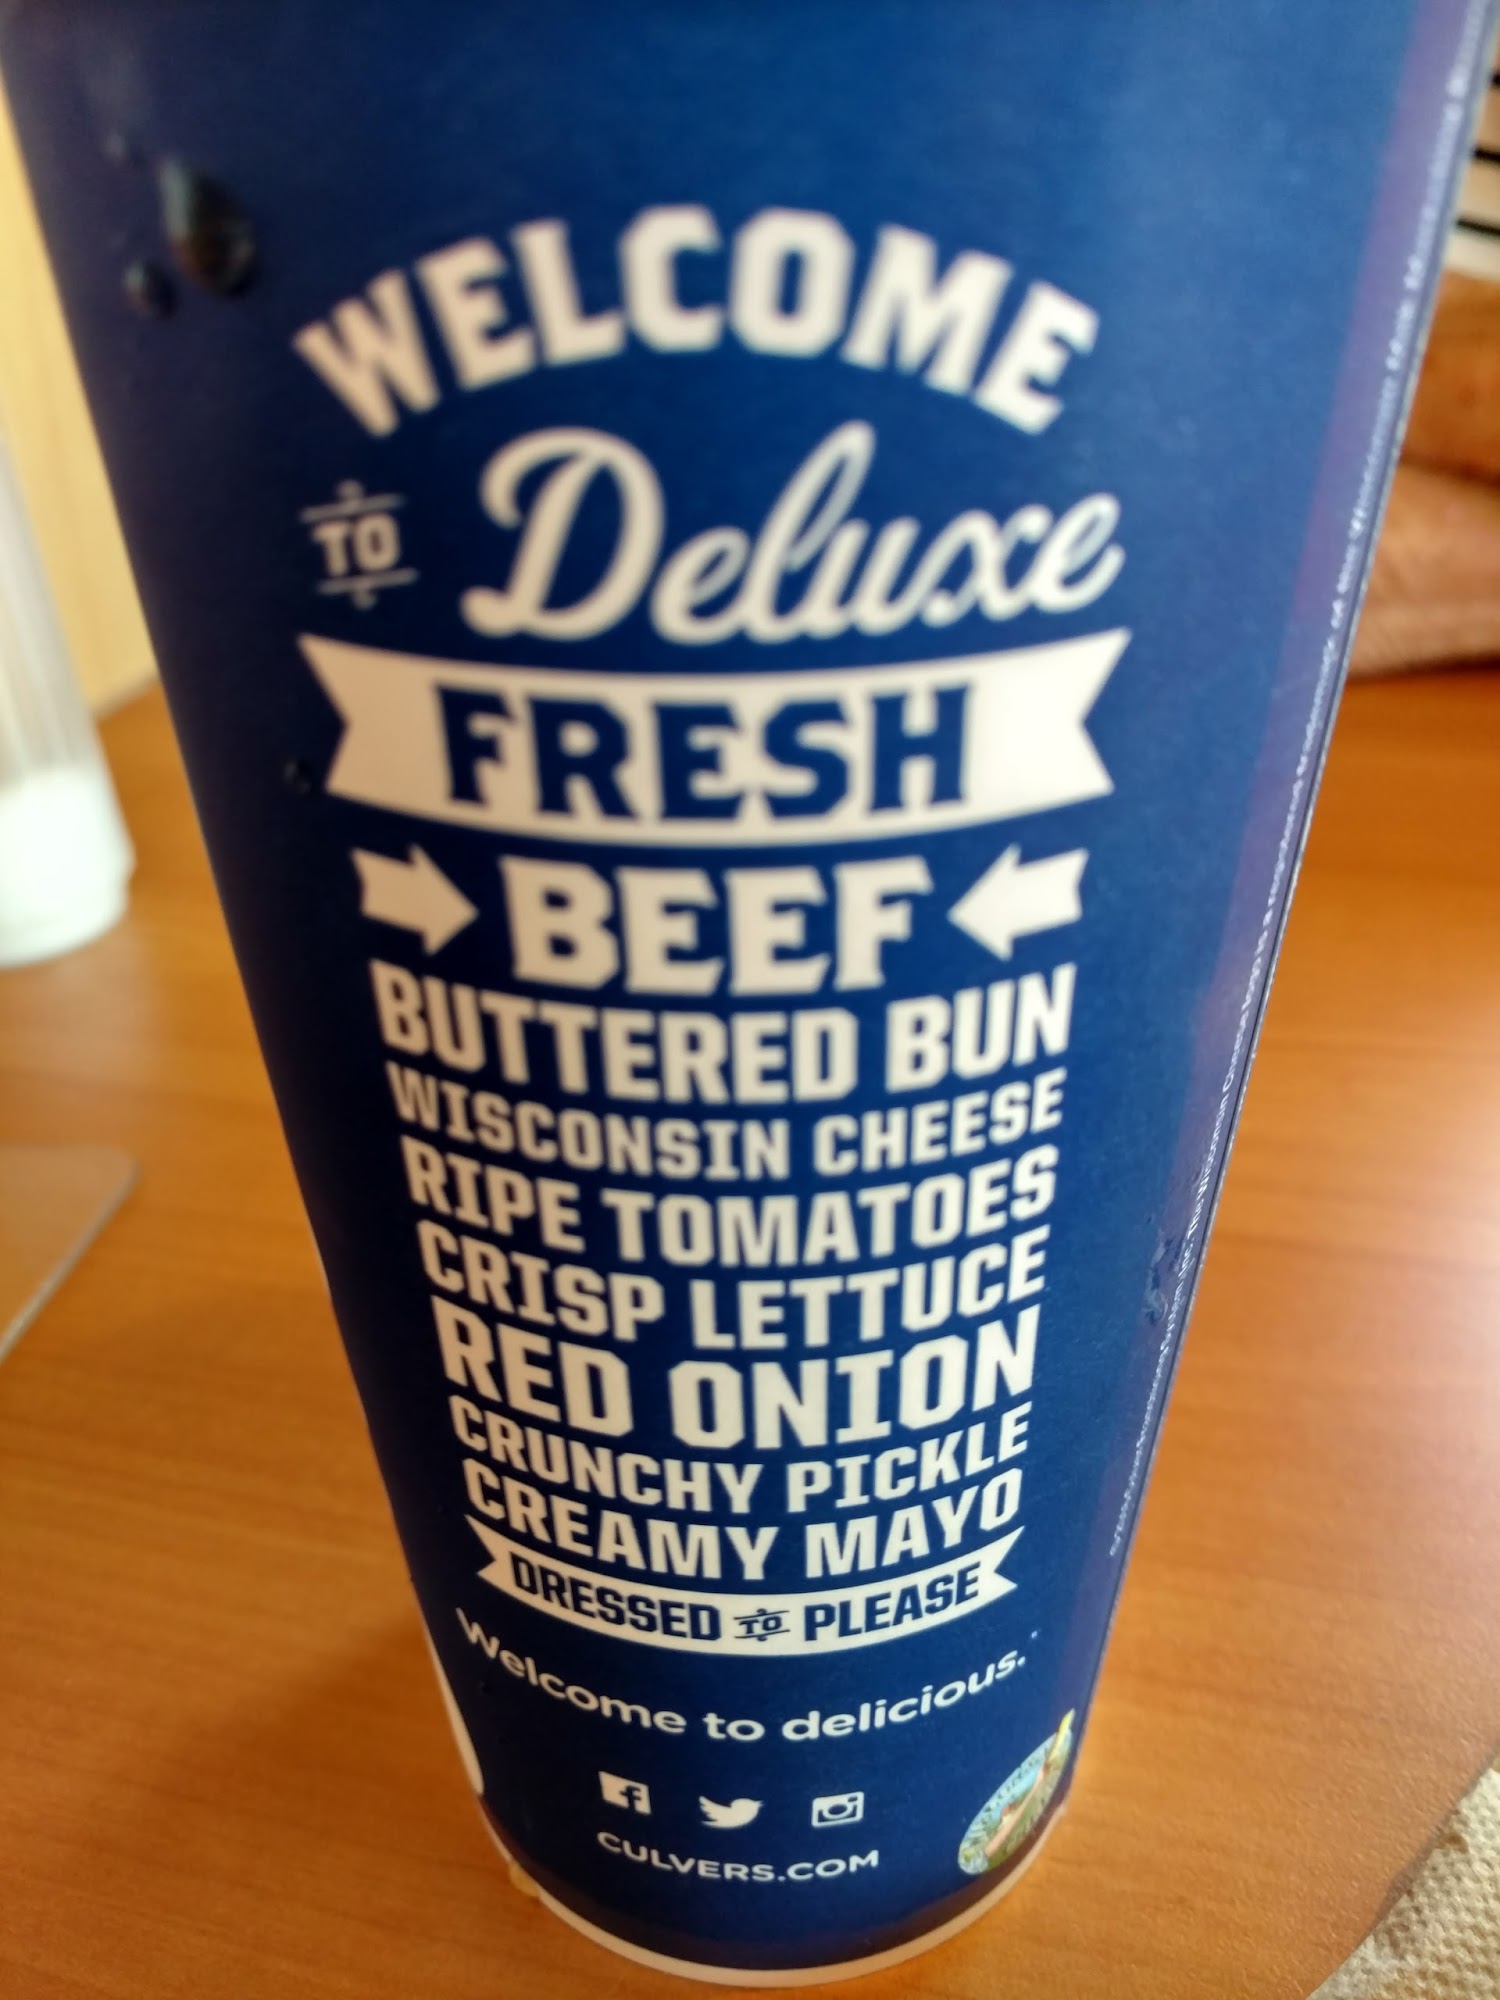 WELCOME
TO Deluxe
FRESH
BEEF
BUTTERED BUN
WISCONSIN CHEESE
RIPE TOMATOES
CRISP LETTUCE
RED ONION
CRUNCHY PICKLE
CREAMY MAYO
DRESSED TO PLEASE
Welcome to delicious.
CULVERS.COM